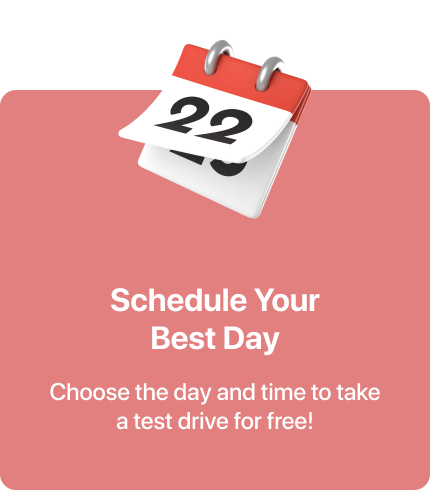 22
Schedule Your
Best Day
Choose the day and time to take
a test drive for free!